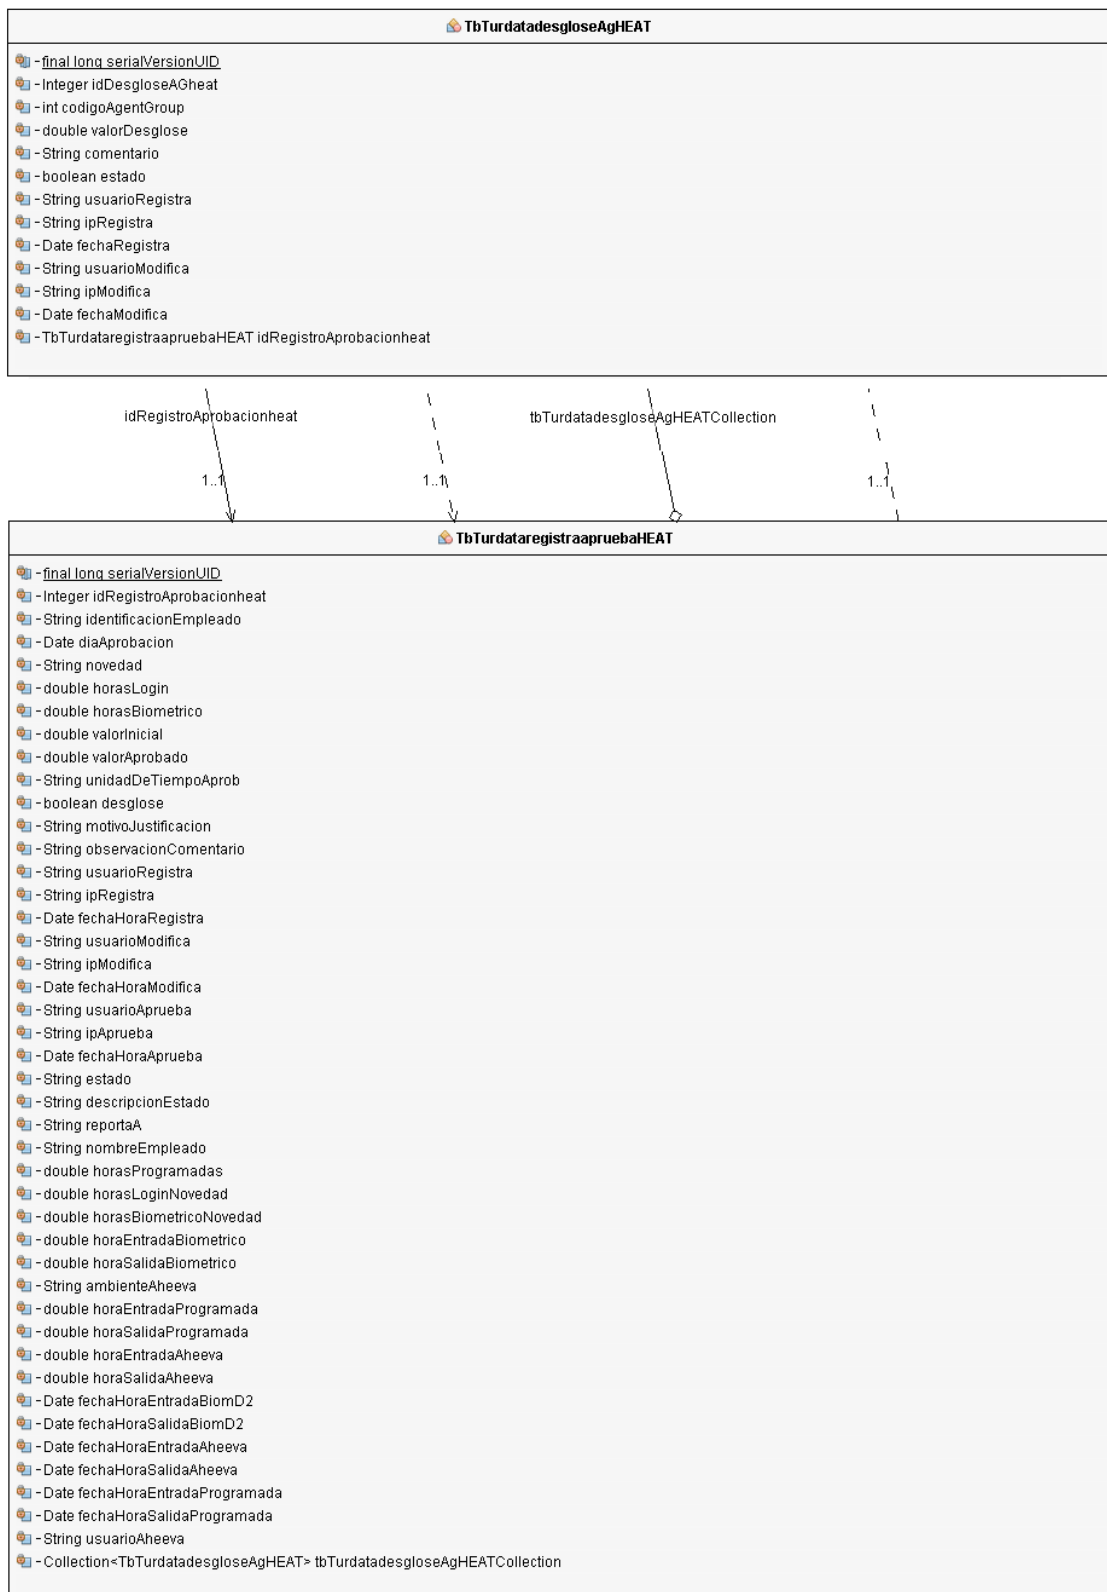 TbTurdatadesgloseAgHEAT
- final long serialVersionUID
- Integer idDesgloseAGheat
- int codigoAgentGroup
- double valorDesglose
- String comentario
- boolean estado
- String usuarioRegistra
- String ipRegistra
- Date fechaRegistra
- String usuarioModifica
- String ipModifica
- Date fechaModifica
- TbTurdataregistraapruebaHEAT idRegistroAprobacionheat
idRegistroAprobacionheat tbTurdatadesgloseAgHEATCollection
1..1 1..1 1..1
TbTurdataregistraapruebaHEAT
- final long serialVersionUID
- Integer idRegistroAprobacionheat
- String identificacionEmpleado
- Date diaAprobacion
- String novedad
- double horasLogin
- double horasBiometrico
- double valorInicial
- double valorAprobado
- String unidadDeTiempoAprob
- boolean desglose
- String motivoJustificacion
- String observacionComentario
- String usuarioRegistra
- String ipRegistra
- Date fechaHoraRegistra
- String usuarioModifica
- String ipModifica
- Date fechaHoraModifica
- String usuarioAprueba
- String ipAprueba
- Date fechaHoraAprueba
- String estado
- String descripcionEstado
- String reportaA
- String nombreEmpleado
- double horasProgramadas
- double horasLoginNovedad
- double horasBiometricoNovedad
- double horaEntradaBiometrico
- double horaSalidaBiometrico
- String ambienteAheeva
- double horaEntradaProgramada
- double horaSalidaProgramada
- double horaEntradaAheeva
- double horaSalidaAheeva
- Date fechaHoraEntradaBiomD2
- Date fechaHoraSalidaBiomD2
- Date fechaHoraEntradaAheeva
- Date fechaHoraSalidaAheeva
- Date fechaHoraEntradaProgramada
- Date fechaHoraSalidaProgramada
- String usuarioAheeva
- Collection<TbTurdatadesgloseAgHEAT> tbTurdatadesgloseAgHEATCollection